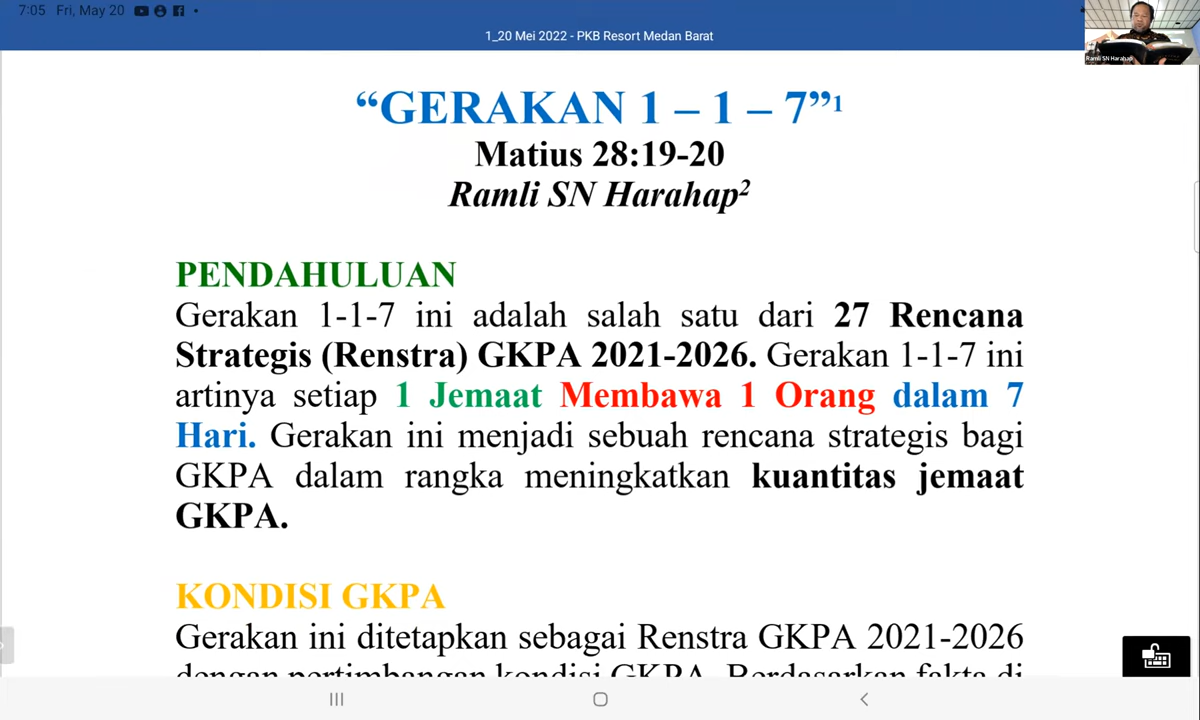 7:05 Fri, May 20
1_20 Mei 2022 - PKB Resort Medan Barat
Ramli SN Harahap
“GERAKAN 1 – 1 – 7”1
Matius 28:19-20
Ramli SN Harahap2
PENDAHULUAN
Gerakan 1-1-7 ini adalah salah satu dari 27 Rencana
Strategis (Renstra) GKPA 2021-2026. Gerakan 1-1-7 ini
artinya setiap 1 Jemaat Membawa 1 Orang dalam 7
Hari. Gerakan ini menjadi sebuah rencana strategis bagi
GKPA dalam rangka meningkatkan kuantitas jemaat
GKPA.
KONDISI GKPA
Gerakan ini ditetapkan sebagai Renstra GKPA 2021-2026
dengan pertimbangan kondisi GKPA. Berdasarkan fakta di